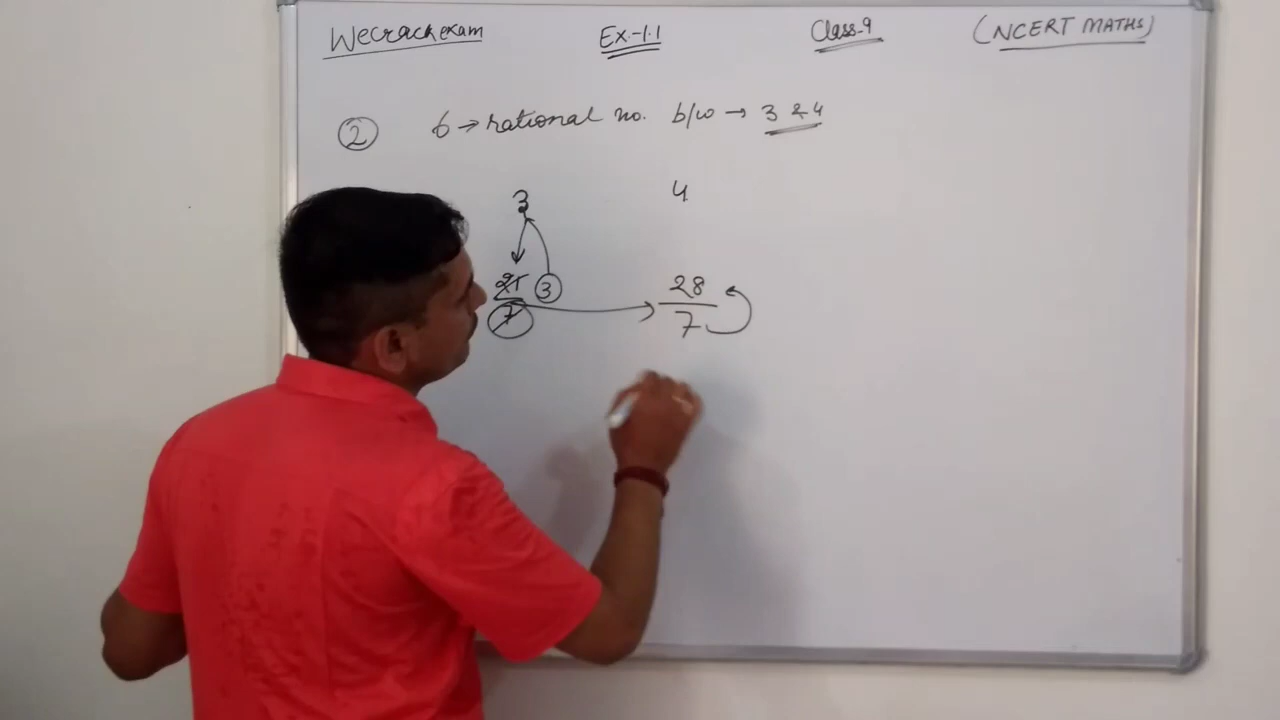 Wecrackexam Ex.-1.1 Class-9 (NCERT MATHS)
② 6 → rational no. b/w → 3 & 4
3 4
21 ③ → 28
7 7